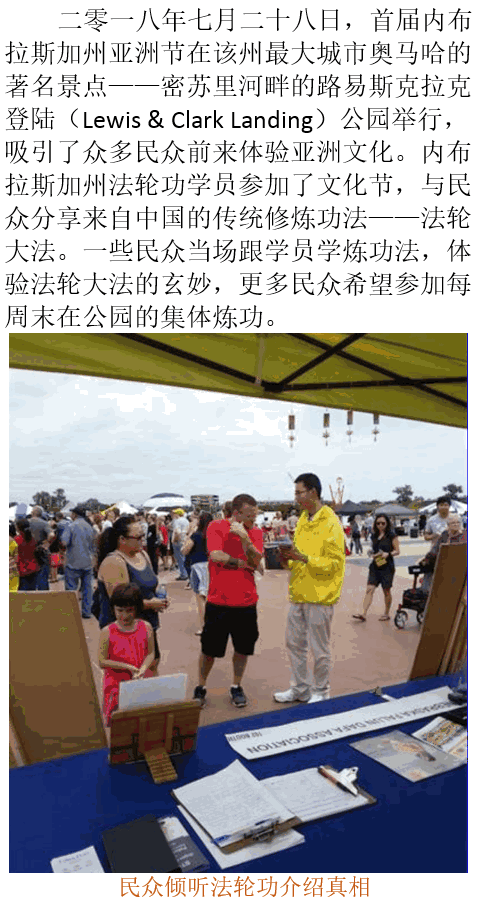 二零一八年七月二十八日，首届内布
拉斯加州亚洲节在该州最大城市奥马哈的
著名景点——密苏里河畔的路易斯克拉克
登陆（Lewis & Clark Landing）公园举行，
吸引了众多民众前来体验亚洲文化。内布
拉斯加州法轮功学员参加了文化节，与民
众分享来自中国的传统修炼功法——法轮
大法。一些民众当场跟学员学炼功法，体
验法轮大法的玄妙，更多民众希望参加每
周末在公园的集体炼功。
NEBRASKA FALUN DAFA ASSOCIATION
民众倾听法轮功介绍真相